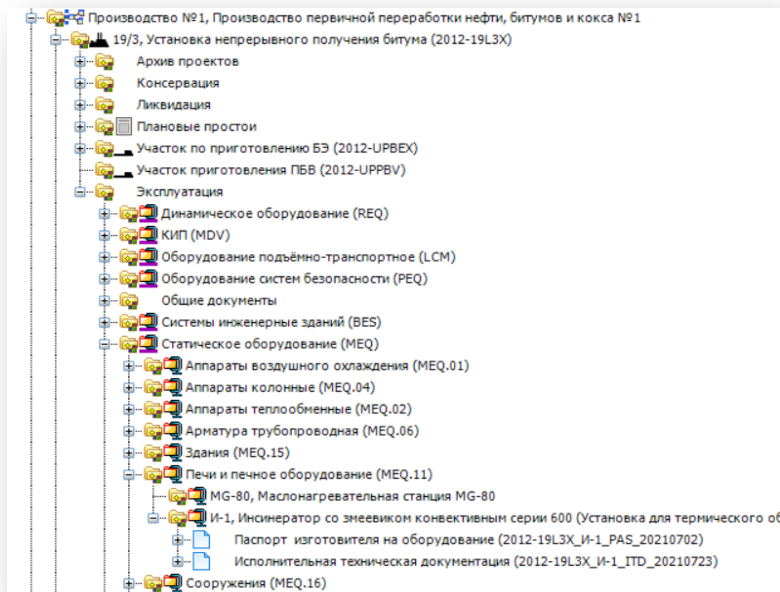 Производство №1, Производство первичной переработки нефти, битумов и кокса №1
19/3, Установка непрерывного получения битума (2012-19L3X)
Архив проектов
Консервация
Ликвидация
Плановые простои
Участок по приготовлению БЭ (2012-UPBEX)
Участок приготовления ПБВ (2012-UPPBV)
Эксплуатация
Динамическое оборудование (REQ)
КИП (MDV)
Оборудование подъёмно-транспортное (LCM)
Оборудование систем безопасности (PEQ)
Общие документы
Системы инженерные зданий (BES)
Статическое оборудование (MEQ)
Аппараты воздушного охлаждения (MEQ.01)
Аппараты колонные (MEQ.04)
Аппараты теплообменные (MEQ.02)
Арматура трубопроводная (MEQ.06)
Здания (MEQ.15)
Печи и печное оборудование (MEQ.11)
MG-80, Маслонагревательная станция MG-80
И-1, Инсинератор со змеевиком конвективным серии 600 (Установка для термического об
Паспорт изготовителя на оборудование (2012-19L3X_И-1_PAS_20210702)
Исполнительная техническая документация (2012-19L3X_И-1_ITD_20210723)
Сооружения (MEQ.16)